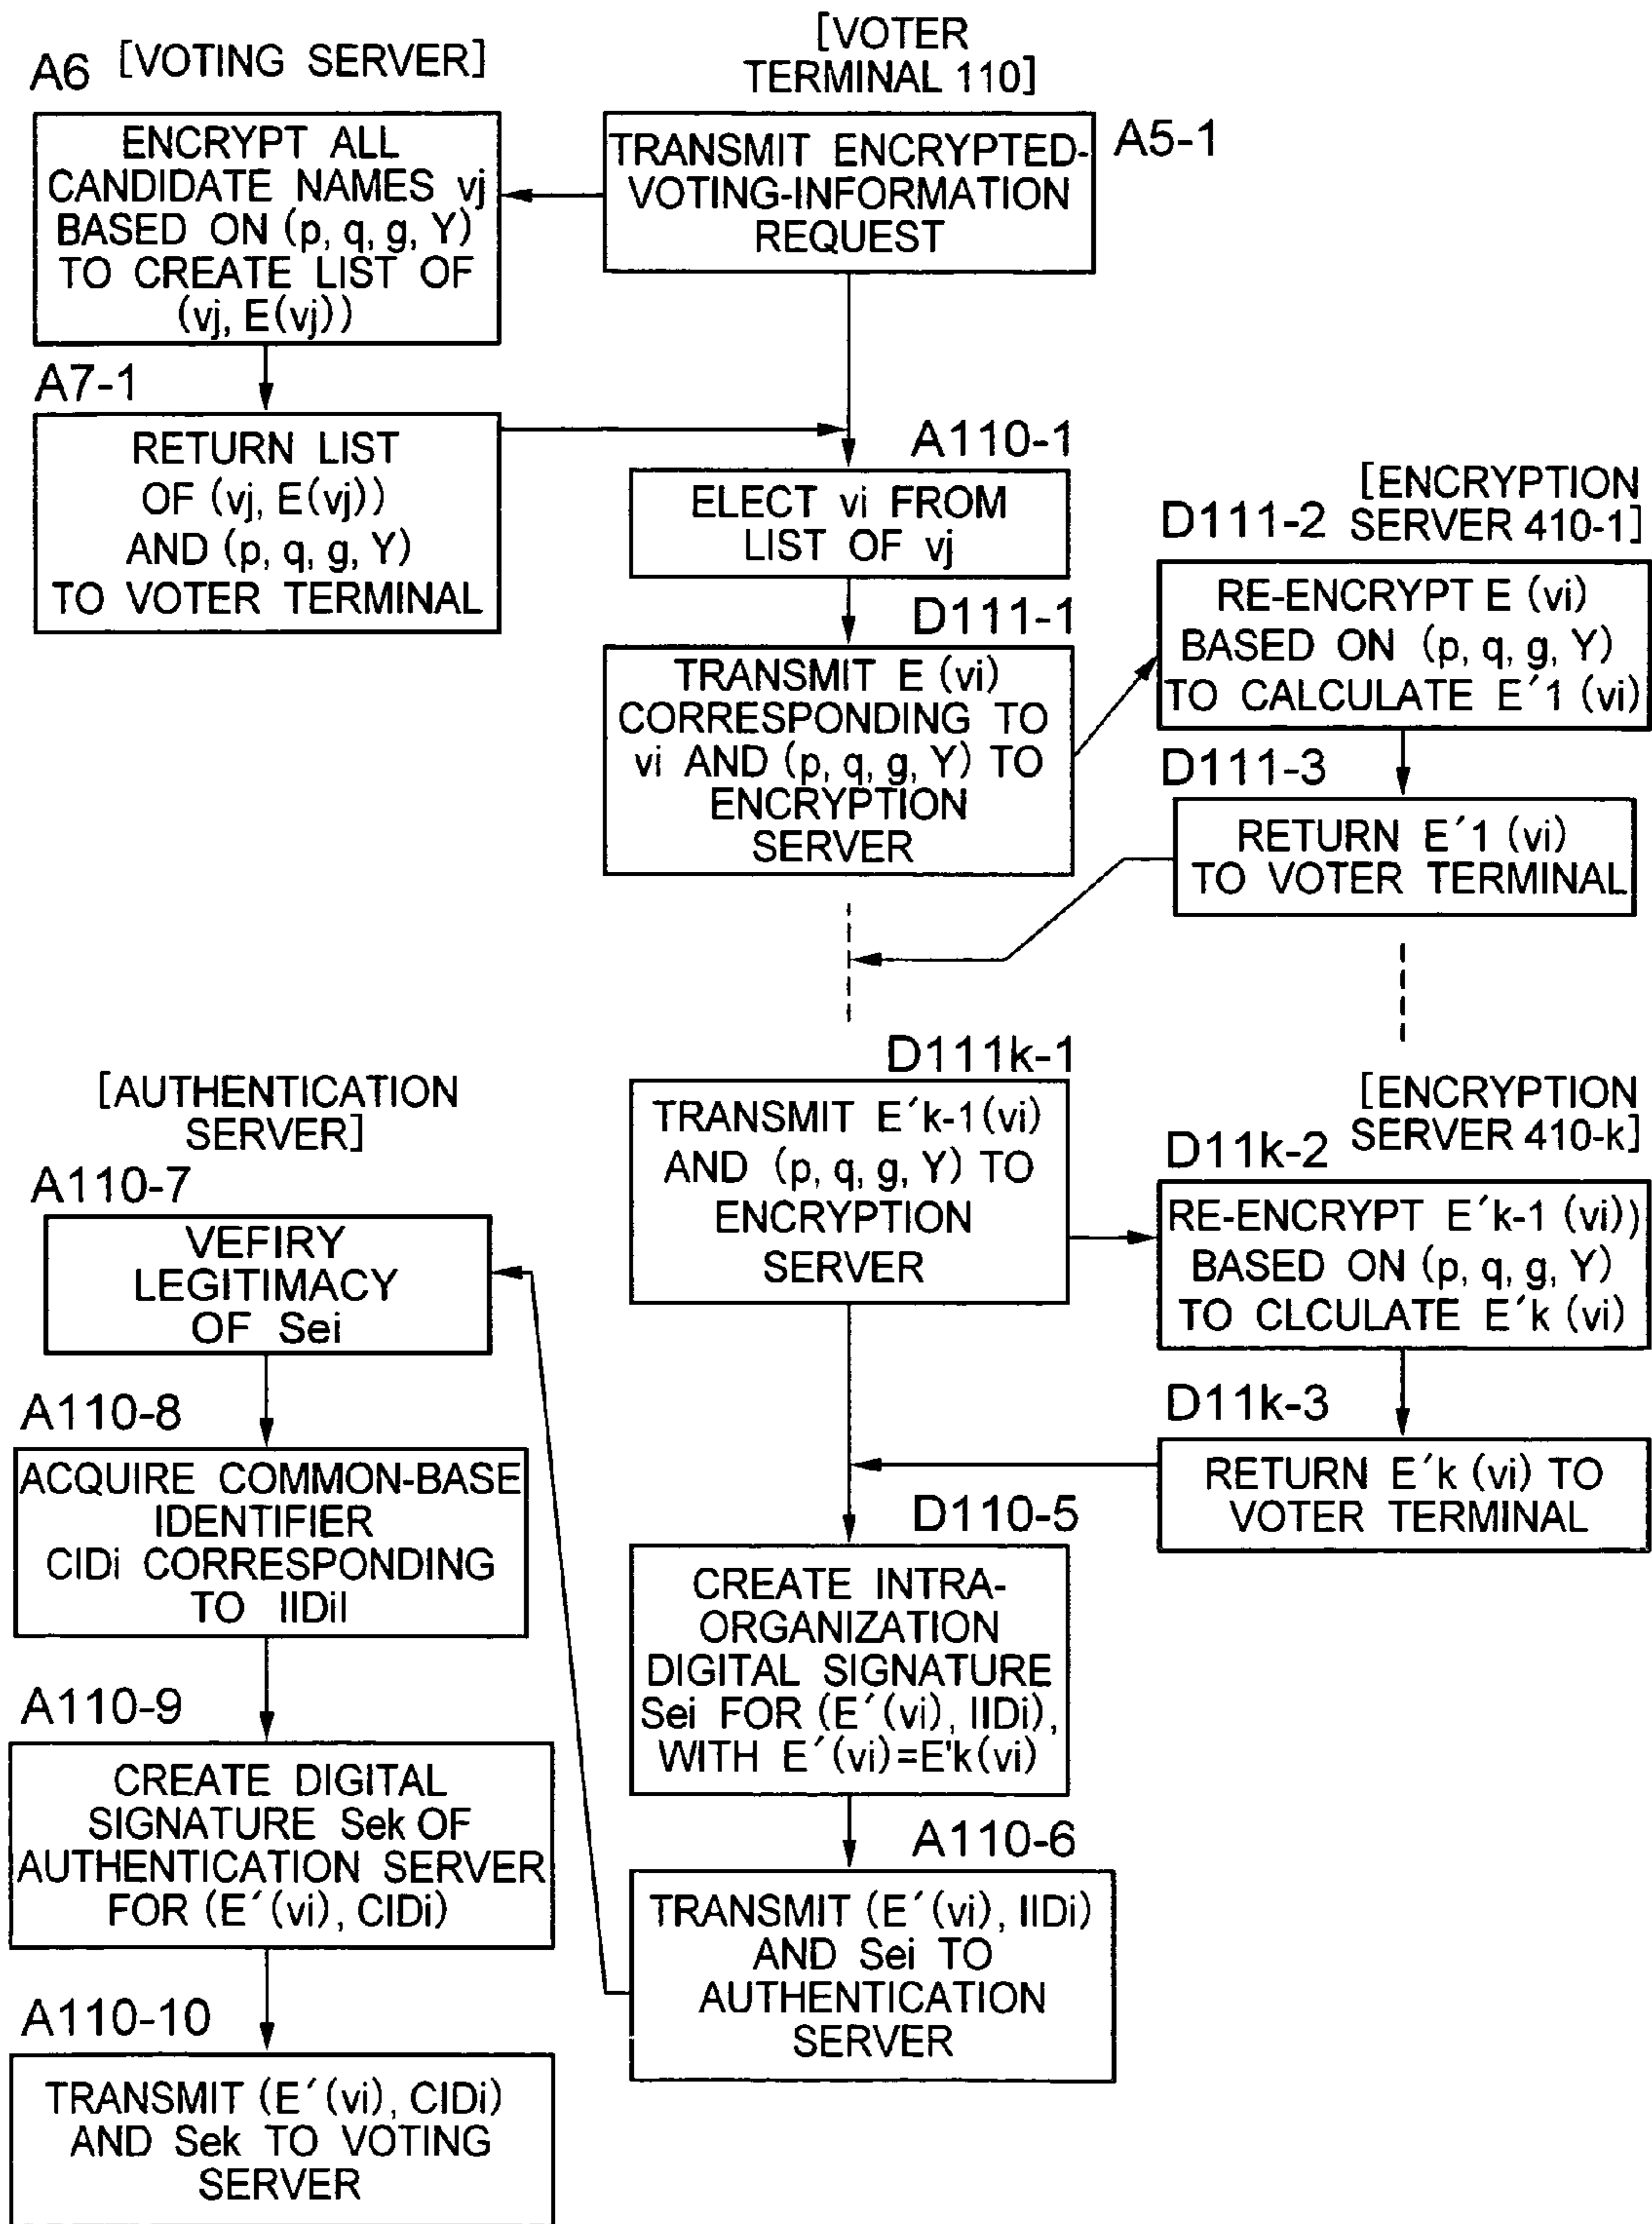 A6 [VOTING SERVER]
ENCRYPT ALL
CANDIDATE NAMES vj
BASED ON (p, q, g, Y)
TO CREATE LIST OF
(vj, E(vj))
A7-1
RETURN LIST
OF (vj, E(vj))
AND (p, q, g, Y)
TO VOTER TERMINAL
[VOTER
TERMINAL 110]
A5-1
TRANSMIT ENCRYPTED-
VOTING-INFORMATION
REQUEST
A110-1
ELECT vi FROM
LIST OF vj
D111-1
TRANSMIT E (vi)
CORRESPONDING TO
vi AND (p, q, g, Y) TO
ENCRYPTION
SERVER
[ENCRYPTION
SERVER 410-1]
D111-2
RE-ENCRYPT E (vi)
BASED ON (p, q, g, Y)
TO CALCULATE E´1 (vi)
D111-3
RETURN E´1 (vi)
TO VOTER TERMINAL
D111k-1
TRANSMIT E´k-1(vi)
AND (p, q, g, Y) TO
ENCRYPTION
SERVER
[ENCRYPTION
SERVER 410-k]
D11k-2
RE-ENCRYPT E´k-1 (vi))
BASED ON (p, q, g, Y)
TO CLCULATE E´k (vi)
D11k-3
RETURN E´k (vi) TO
VOTER TERMINAL
D110-5
CREATE INTRA-
ORGANIZATION
DIGITAL SIGNATURE
Sei FOR (E´(vi), IIDi),
WITH E´(vi)=E'k(vi)
A110-6
TRANSMIT (E´(vi), IIDi)
AND Sei TO
AUTHENTICATION
SERVER
[AUTHENTICATION
SERVER]
A110-7
VEFIRY
LEGITIMACY
OF Sei
A110-8
ACQUIRE COMMON-BASE
IDENTIFIER
CIDi CORRESPONDING
TO IIDil
A110-9
CREATE DIGITAL
SIGNATURE Sek OF
AUTHENTICATION SERVER
FOR (E´(vi), CIDi)
A110-10
TRANSMIT (E´(vi), CIDi)
AND Sek TO VOTING
SERVER